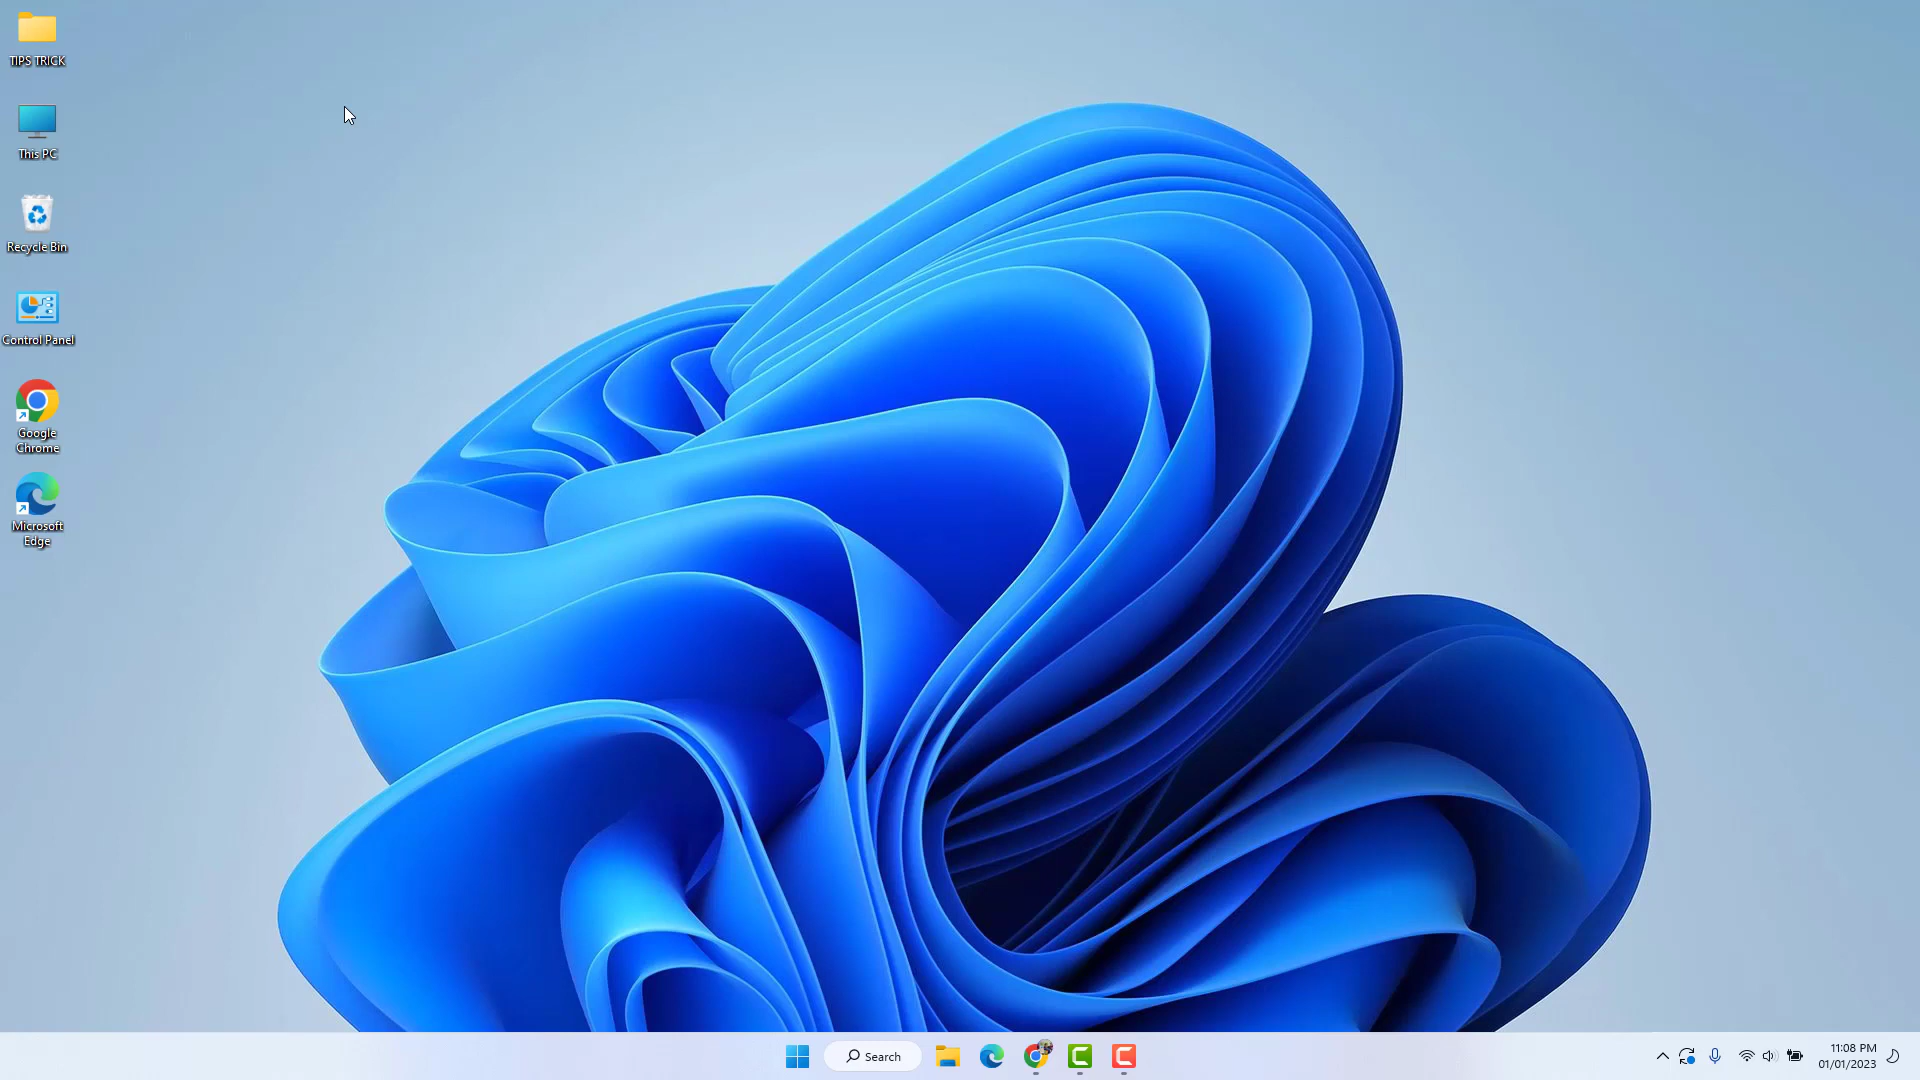 TIPS TRICK
This PC
Recycle Bin
Control Panel
Google
Chrome
Microsoft
Edge
Search
11:08 PM
01/01/2023